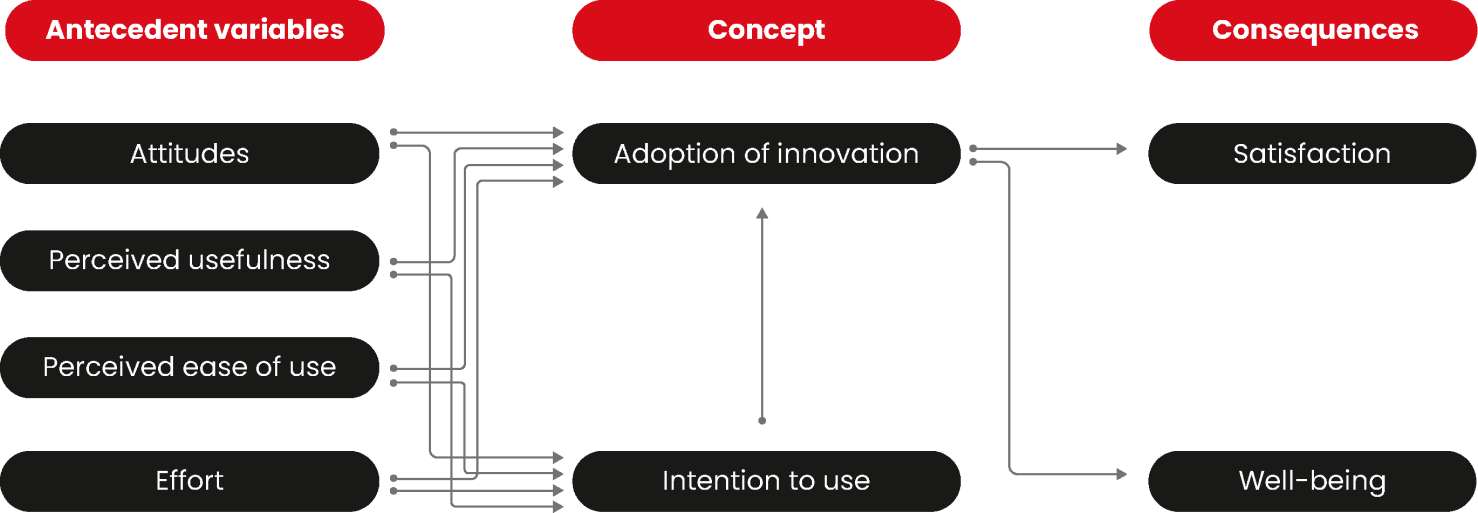 Antecedent variables
Concept
Consequences
Attitudes
Adoption of innovation
Satisfaction
Perceived usefulness
Perceived ease of use
Effort
Intention to use
Well-being